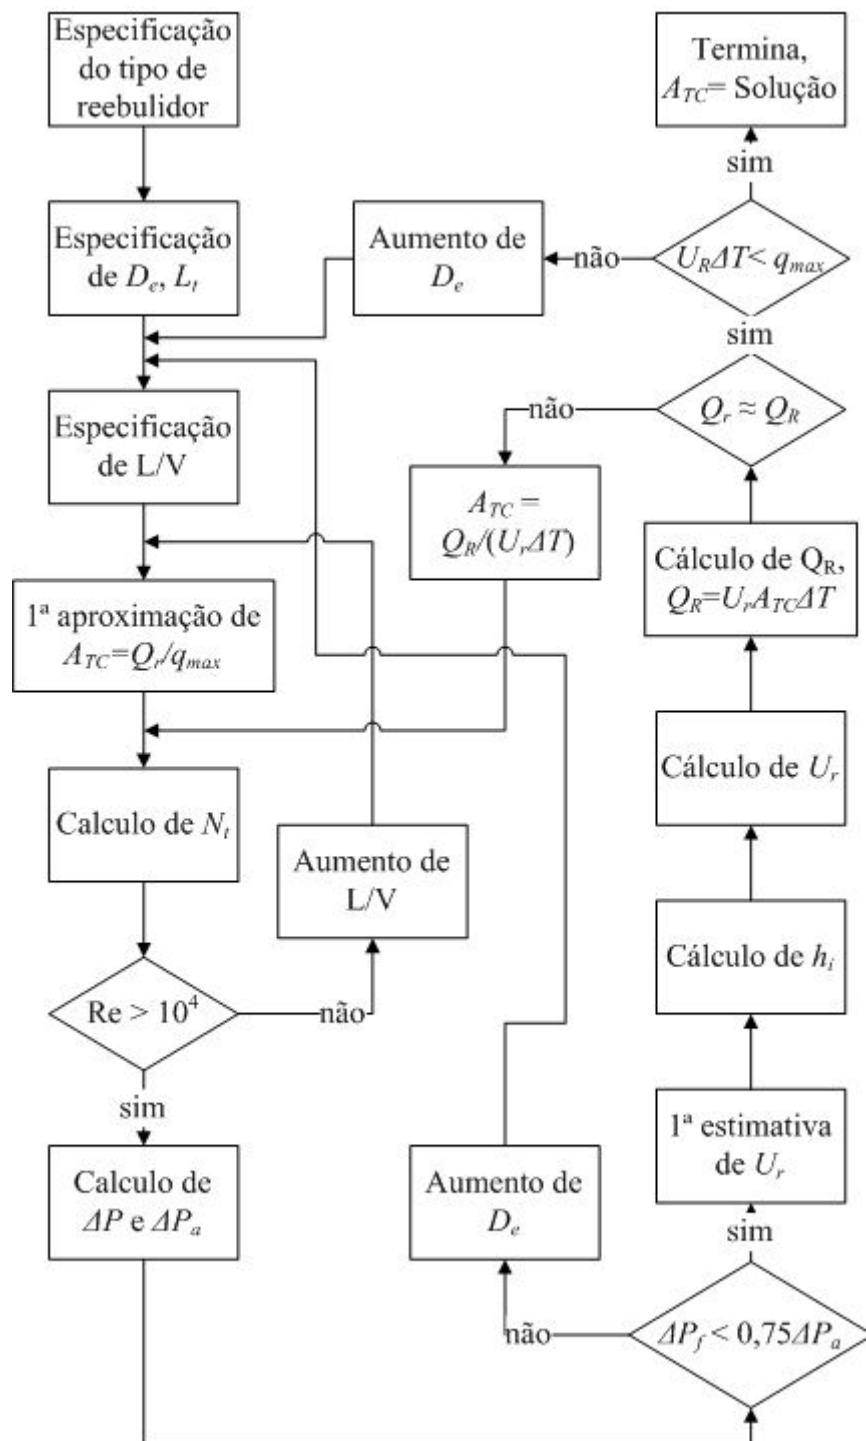 Especificação
do tipo de
reebulidor
Termina,
A_TC= Solução
sim
Especificação
de D_e, L_t
Aumento de
D_e
não
U_RΔT< q_max
sim
Especificação
de L/V
não
Q_r ≈ Q_R
A_TC =
Q_R/(U_rΔT)
Cálculo de Q_R,
Q_R=U_rA_TCΔT
1ª aproximação de
A_TC=Q_r/q_max
Cálculo de U_r
Calculo de N_t
Aumento de
L/V
Cálculo de h_i
Re > 10⁴
não
sim
1ª estimativa
de U_r
Calculo de
ΔP e ΔP_a
Aumento de
D_e
sim
não
ΔP_f < 0,75ΔP_a